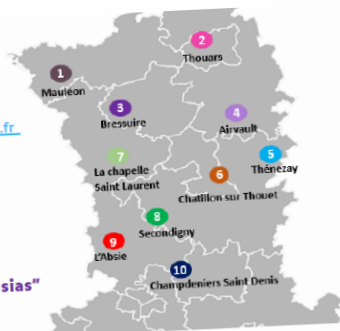 2
Thouars
1
Mauléon
3
Bressuire
4
Airvault
.fr
7
La chapelle
Saint Laurent
5
Thénezay
6
Chatillon sur Thouet
8
Secondigny
9
L'Absie
10
Champdeniers Saint Denis
sias"